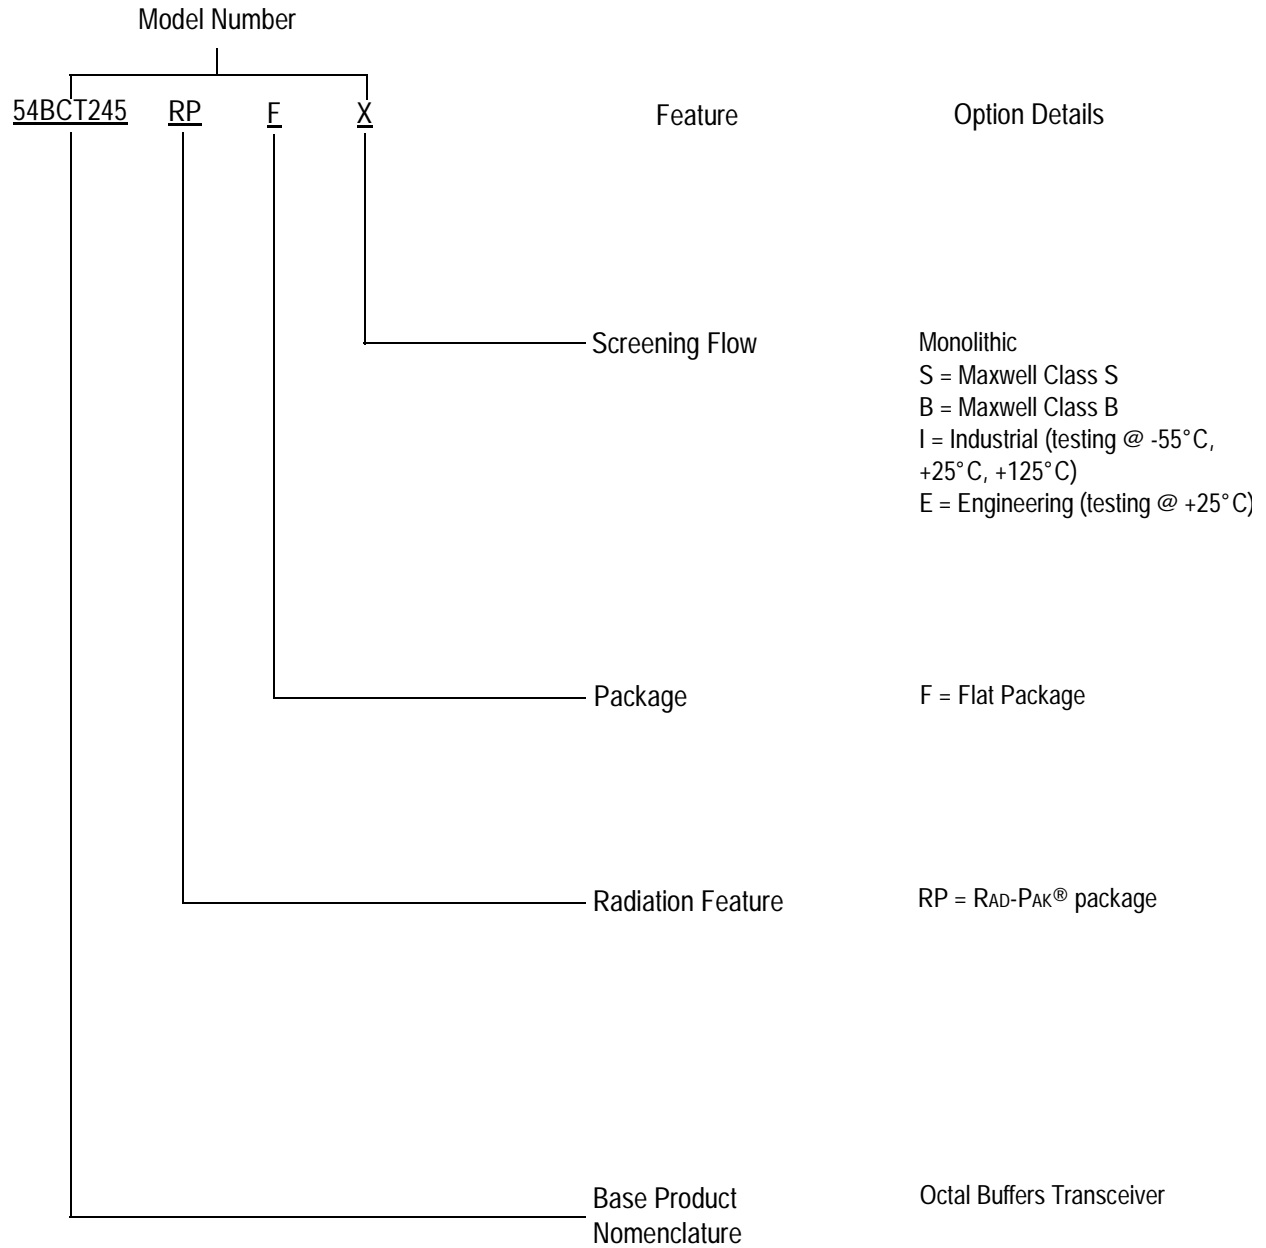 Model Number
54BCT245 RP F X
Feature Option Details
Screening Flow
Monolithic
S = Maxwell Class S
B = Maxwell Class B
I = Industrial (testing @ -55°C,
+25°C, +125°C)
E = Engineering (testing @ +25°C)
Package
F = Flat Package
Radiation Feature
RP = RAD-PAK® package
Base Product
Nomenclature
Octal Buffers Transceiver